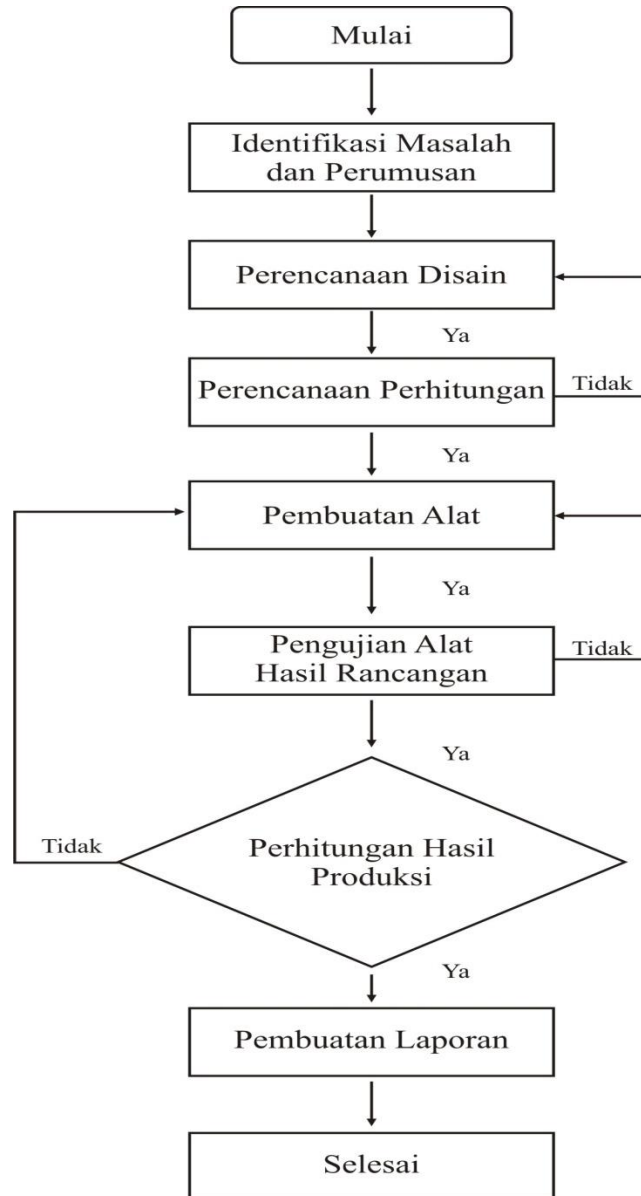 Mulai
Identifikasi Masalah
dan Perumusan
Perencanaan Disain
Ya
Perencanaan Perhitungan
Tidak
Ya
Pembuatan Alat
Ya
Pengujian Alat
Hasil Rancangan
Tidak
Ya
Tidak
Perhitungan Hasil
Produksi
Ya
Pembuatan Laporan
Selesai